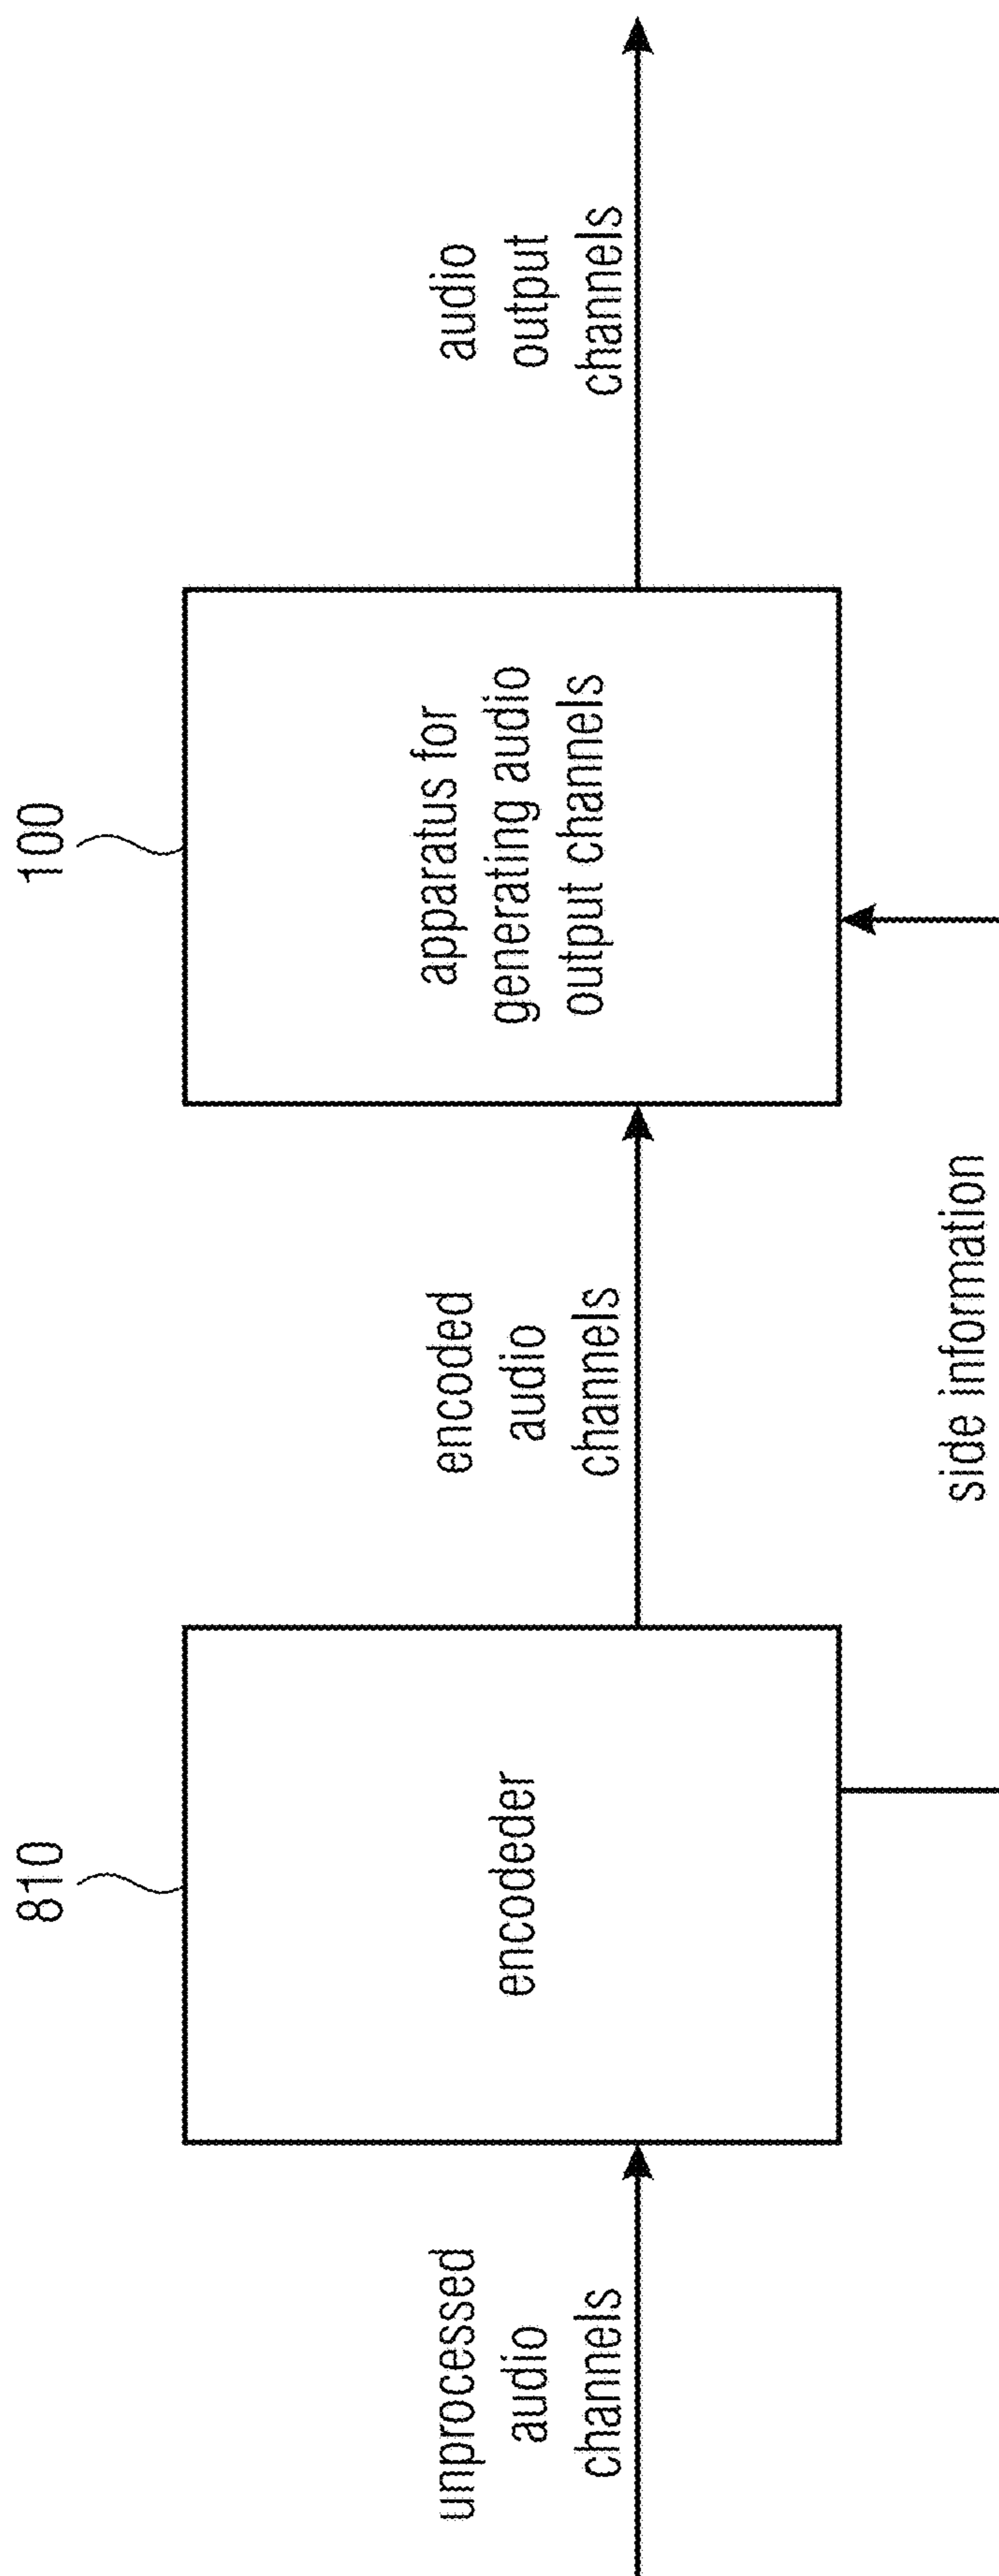 810
100
unprocessed
audio
channels
encodeder
encoded
audio
channels
apparatus for
generating audio
output channels
audio
output
channels
side information